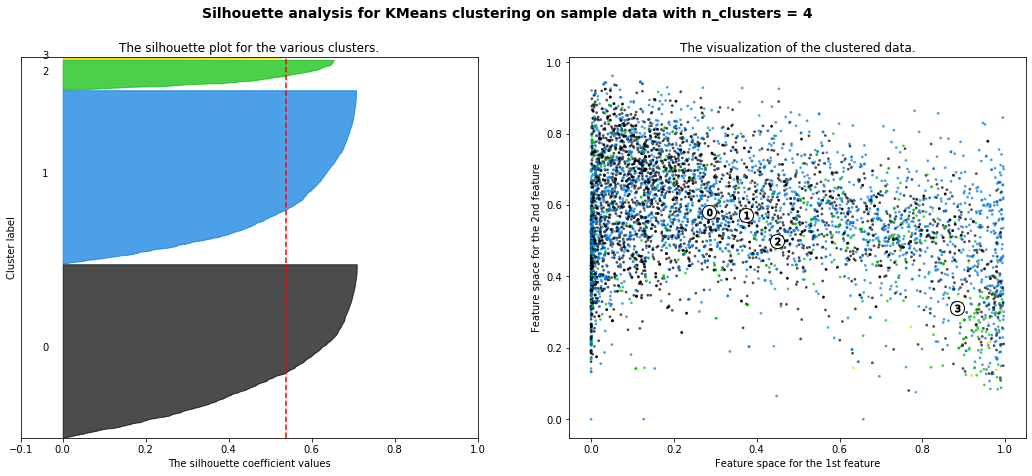 Silhouette analysis for KMeans clustering on sample data with n_clusters = 4
The silhouette plot for the various clusters.
3
2
1
0
Cluster label
−0.1 0.0 0.2 0.4 0.6 0.8 1.0
The silhouette coefficient values
The visualization of the clustered data.
1.0
0.8
0.6
0.4
0.2
0.0
Feature space for the 2nd feature
0
1
2
3
0.0 0.2 0.4 0.6 0.8 1.0
Feature space for the 1st feature